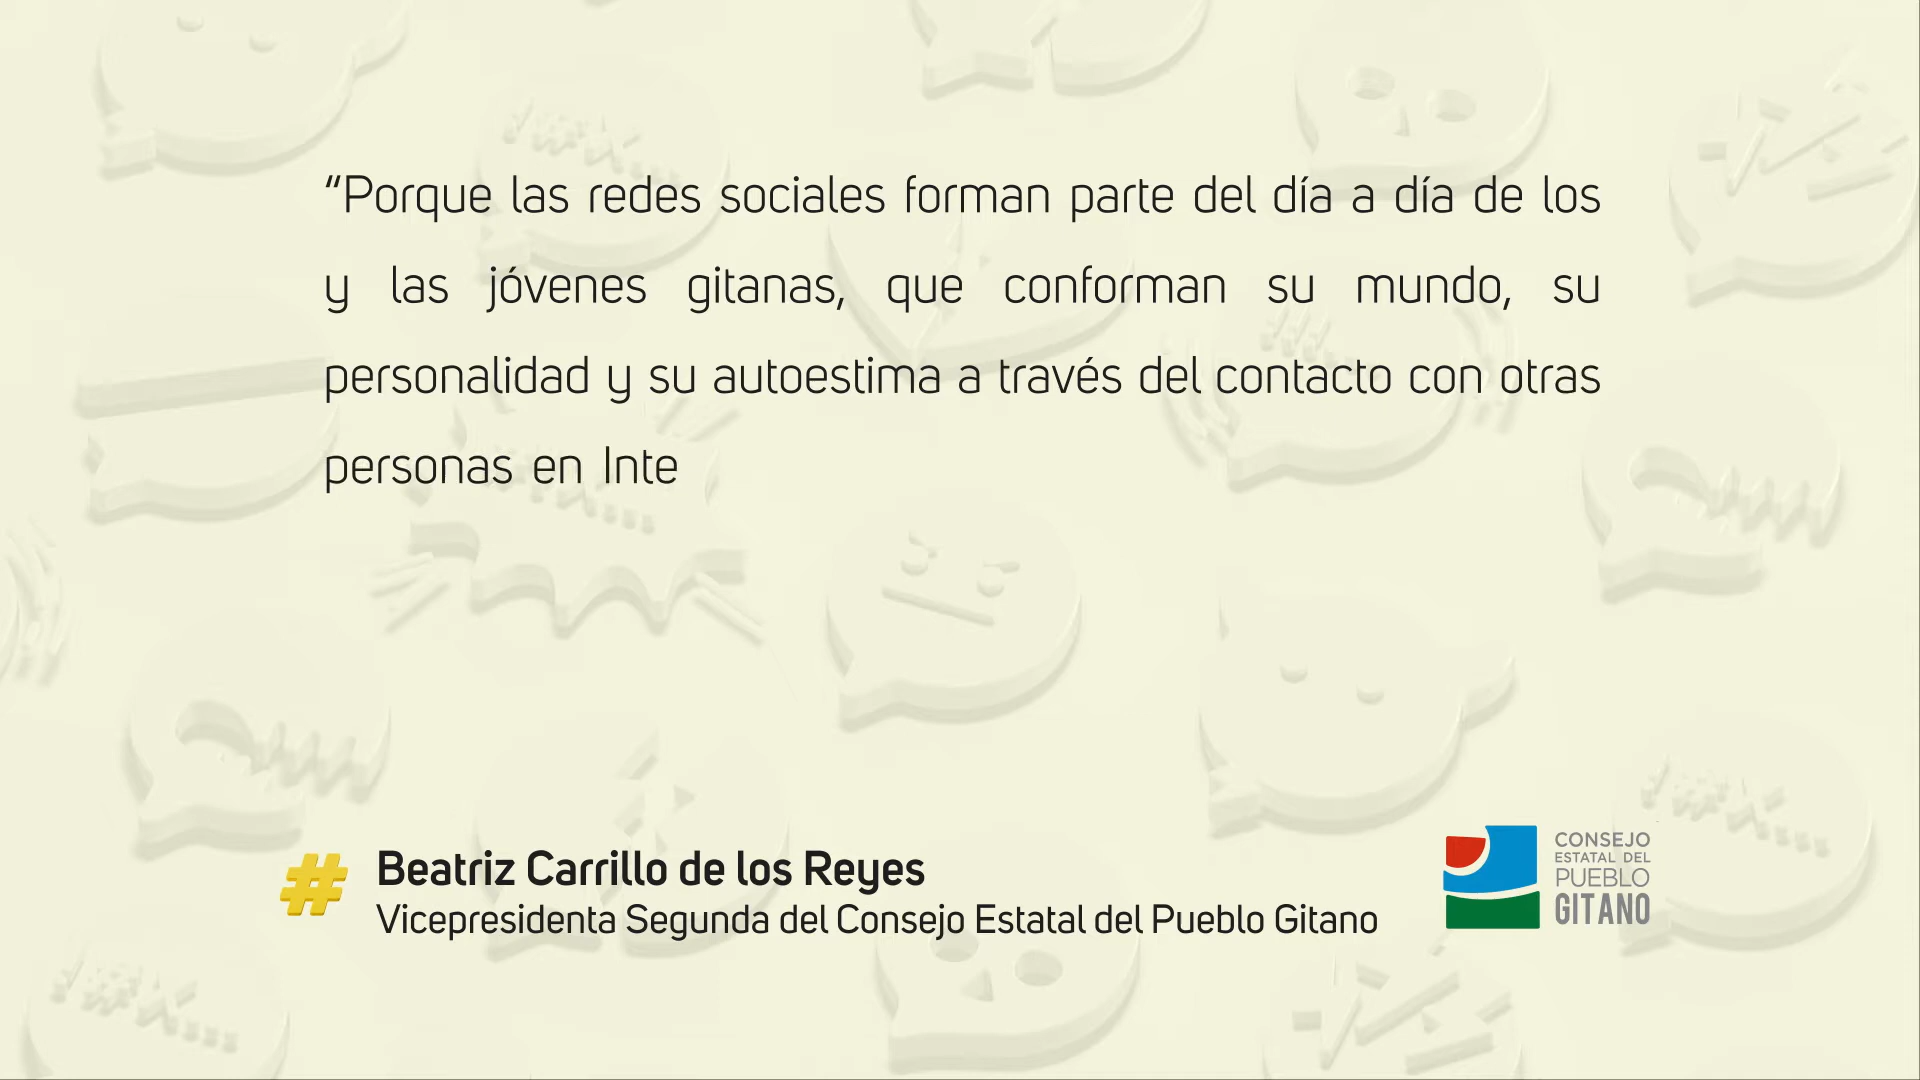 “Porque las redes sociales forman parte del día a día de los
y las jóvenes gitanas, que conforman su mundo, su
personalidad y su autoestima a través del contacto con otras
personas en Inte
# Beatriz Carrillo de los Reyes
Vicepresidenta Segunda del Consejo Estatal del Pueblo Gitano
CONSEJO
ESTATAL DEL
PUEBLO
GITANO